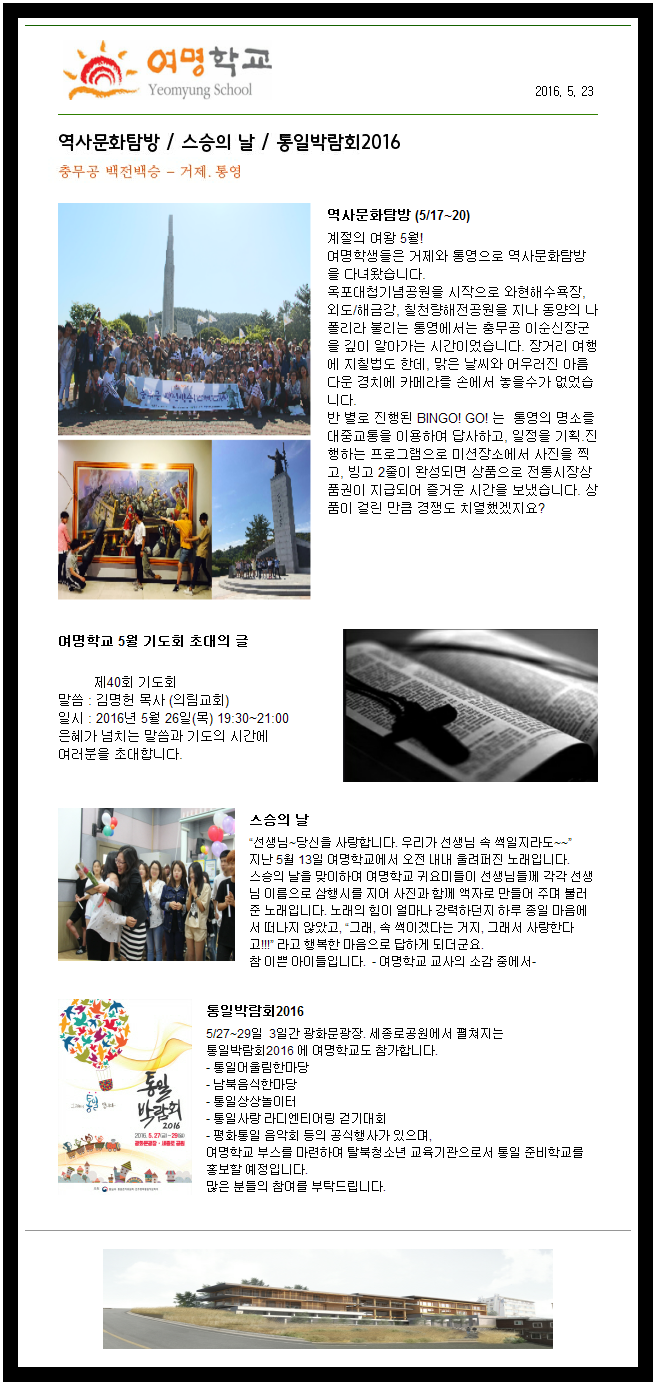 여명학교
Yeomyung School
2016. 5. 23
역사문화탐방 / 스승의 날 / 통일박람회2016
충무공 백전백승 – 거제. 통영
역사문화탐방 (5/17~20)
계절의 여왕 5월!
여명학생들은 거제와 통영으로 역사문화탐방
을 다녀왔습니다.
옥포대첩기념공원을 시작으로 와현해수욕장,
외도/해금강, 칠천량해전공원을 지나 동양의 나
폴리라 불리는 통영에서는 충무공 이순신장군
을 깊이 알아가는 시간이었습니다. 장거리 여행
에 지칠법도 한데, 맑은 날씨와 어우러진 아름
다운 경치에 카메라를 손에서 놓을수가 없었습
니다.
반 별로 진행된 BINGO! GO! 는  통영의 명소를
대중교통을 이용하여 답사하고, 일정을 기획.진
행하는 프로그램으로 미션장소에서 사진을 찍
고, 빙고 2줄이 완성되면 상품으로 전통시장상
품권이 지급되어 즐거운 시간을 보냈습니다. 상
품이 걸린 만큼 경쟁도 치열했겠지요?
여명학교 5월 기도회 초대의 글
제40회 기도회
말씀 : 김명헌 목사 (의림교회)
일시 : 2016년 5월 26일(목) 19:30~21:00
은혜가 넘치는 말씀과 기도의 시간에
여러분을 초대합니다.
스승의 날
“선생님~당신을 사랑합니다. 우리가 선생님 속 썩일지라도~~”
지난 5월 13일 여명학교에서 오전 내내 울려퍼진 노래입니다.
스승의 날을 맞이하여 여명학교 귀요미들이 선생님들께 각각 선생
님 이름으로 삼행시를 지어 사진과 함께 액자로 만들어 주며 불러
준 노래입니다. 노래의 힘이 얼마나 강력하던지 하루 종일 마음에
서 떠나지 않았고, “그래, 속 썩이겠다는 거지, 그래서 사랑한다
고!!!” 라고 행복한 마음으로 답하게 되더군요.
참 이쁜 아이들입니다.  - 여명학교 교사의 소감 중에서-
통일박람회2016
5/27~29일  3일간 광화문광장. 세종로공원에서 펼쳐지는
통일박람회2016 에 여명학교도 참가합니다.
- 통일어울림한마당
- 남북음식한마당
- 통일상상놀이터
- 통일사랑 라디엔티어링 걷기대회
- 평화통일 음악회 등의 공식행사가 있으며,
여명학교 부스를 마련하여 탈북청소년 교육기관으로서 통일 준비학교를
홍보할 예정입니다.
많은 분들의 참여를 부탁드립니다.
통일
박람회
2016
2016. 5. 27(금)~29(일)
광화문광장 · 세종로 공원